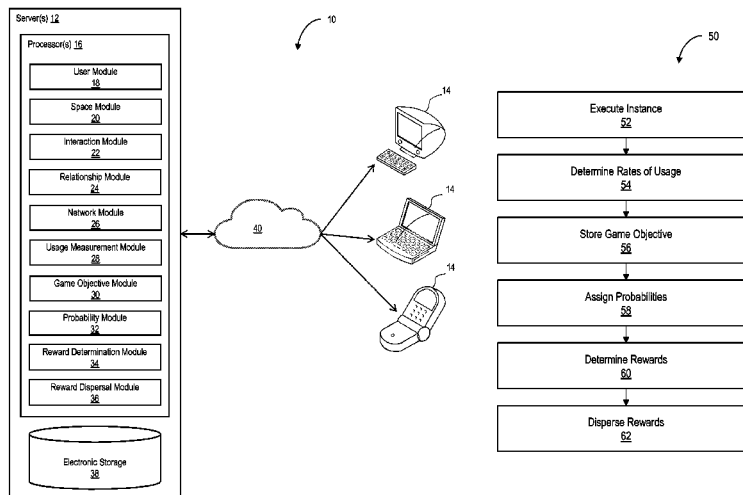 Server(s) 12
Processor(s) 16
User Module
18
Space Module
20
Interaction Module
22
Relationship Module
24
Network Module
26
Usage Measurement Module
28
Game Objective Module
30
Probability Module
32
Reward Determination Module
34
Reward Dispersal Module
36
Electronic Storage
38
40
10
14
14
14
50
Execute Instance
52
Determine Rates of Usage
54
Store Game Objective
56
Assign Probabilities
58
Determine Rewards
60
Disperse Rewards
62